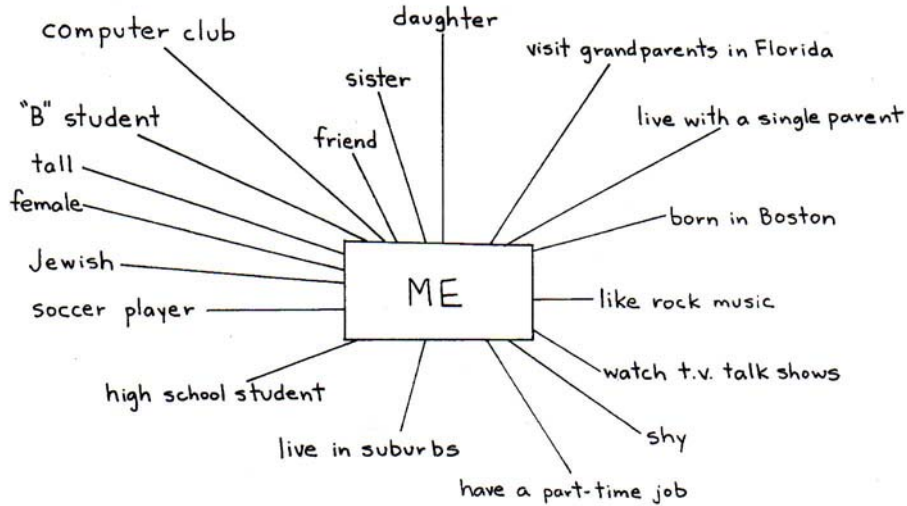 daughter
computer club
visit grandparents in Florida
sister
"B" student
live with a single parent
friend
tall
female
born in Boston
Jewish
ME
like rock music
soccer player
watch t.v. talk shows
high school student
shy
live in suburbs
have a part-time job